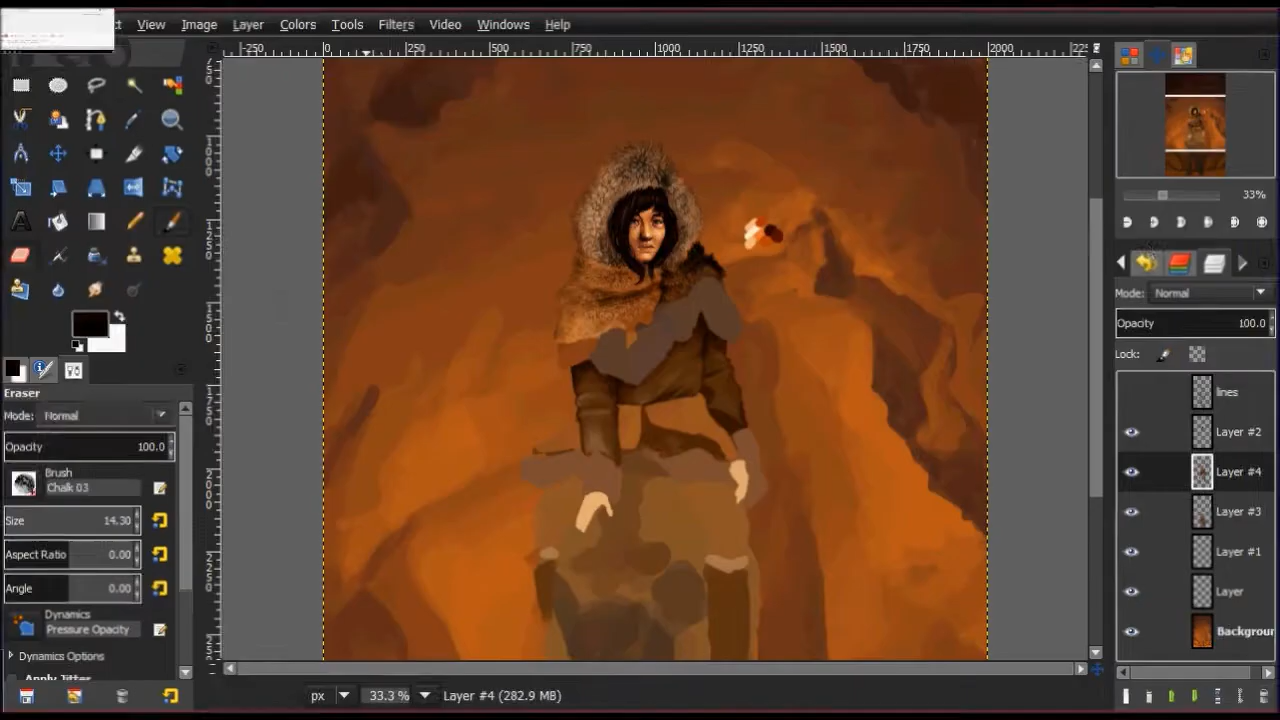 View Image Layer Colors Tools Filters Video Windows Help
-250 0 250 500 750 1000 1250 1500 1750 2000
33%
Mode: Normal
Opacity 100.0
Lock:
lines
Layer #2
Layer #4
Layer #3
Layer #1
Layer
Backgrour
Eraser
Mode: Normal
Opacity 100.0
Brush
Chalk 03
Size 14.30
Aspect Ratio 0.00
Angle 0.00
Dynamics
Pressure Opacity
Dynamics Options
Apply Jitter
px 33.3 % Layer #4 (282.9 MB)